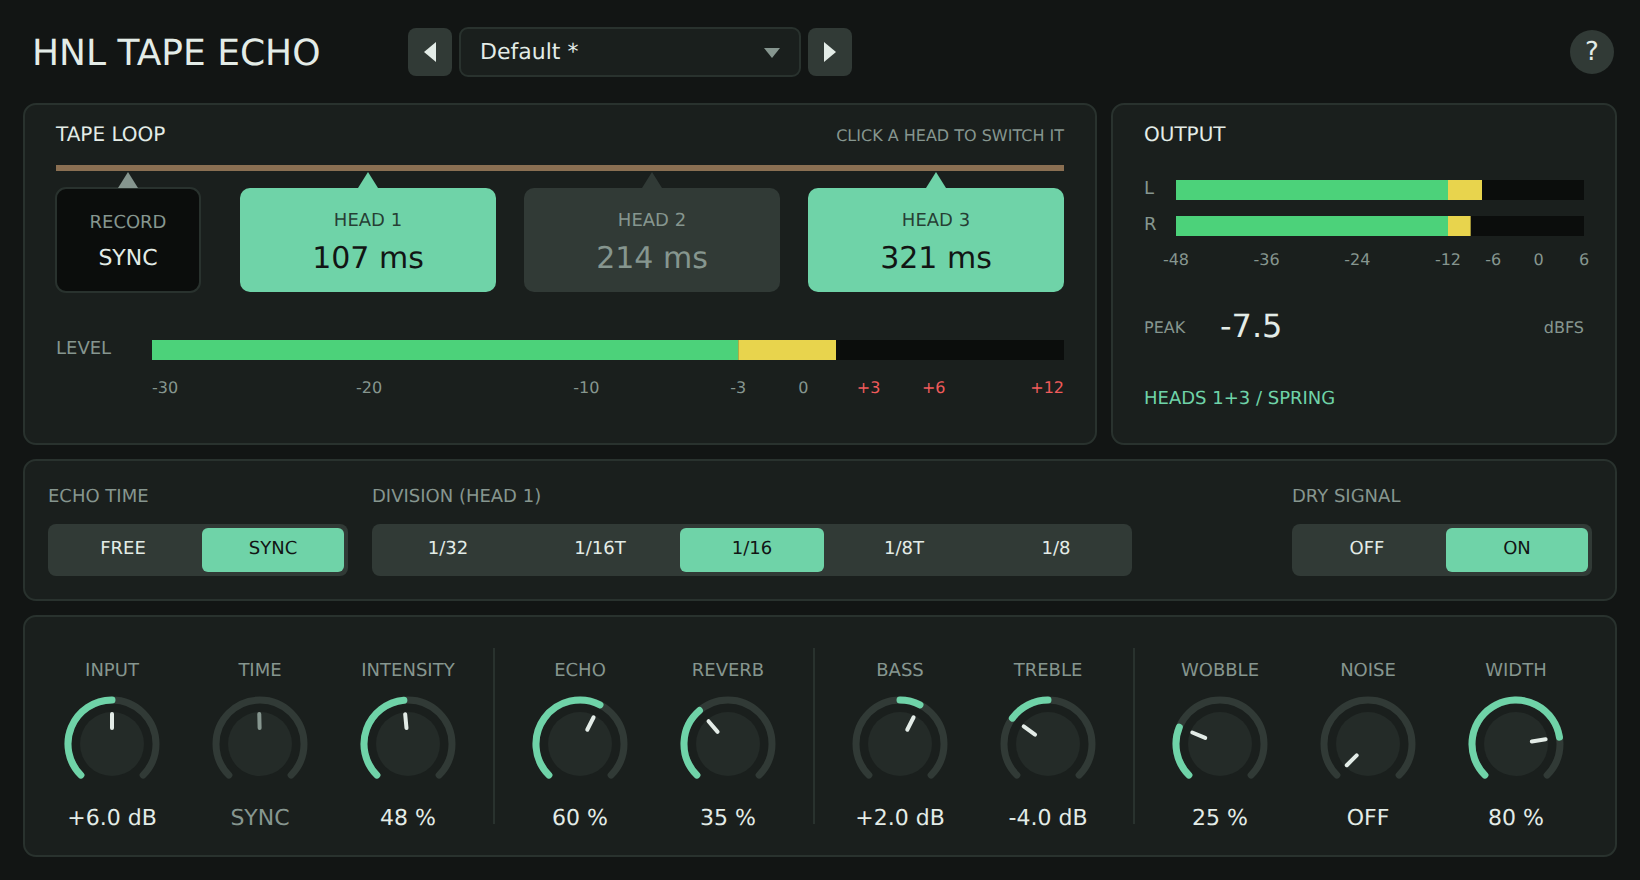 HNL TAPE ECHO
Default *
?
TAPE LOOP
CLICK A HEAD TO SWITCH IT
RECORD
SYNC
HEAD 1
107 ms
HEAD 2
214 ms
HEAD 3
321 ms
LEVEL
-30 -20 -10 -3 0 +3 +6 +12
OUTPUT
L
R
-48 -36 -24 -12 -6 0 6
PEAK -7.5 dBFS
HEADS 1+3 / SPRING
ECHO TIME
FREE SYNC
DIVISION (HEAD 1)
1/32 1/16T 1/16 1/8T 1/8
DRY SIGNAL
OFF ON
INPUT TIME INTENSITY ECHO REVERB BASS TREBLE WOBBLE NOISE WIDTH
+6.0 dB SYNC 48 % 60 % 35 % +2.0 dB -4.0 dB 25 % OFF 80 %